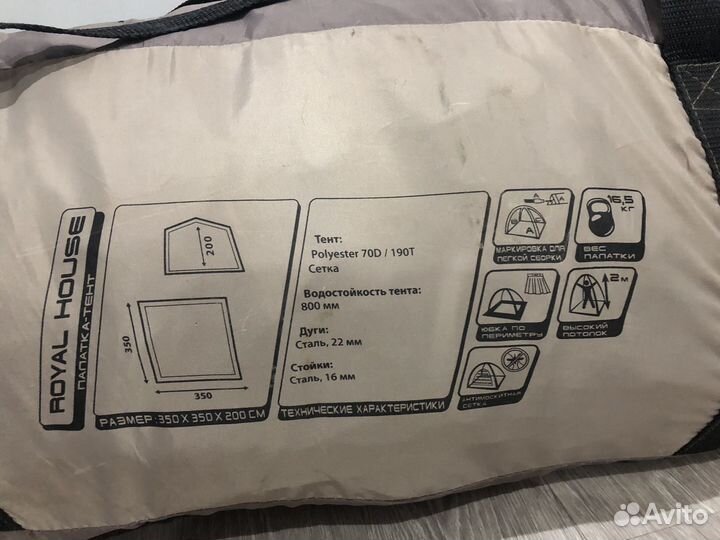 ROYAL HOUSE
ПАПАТКА-ТЕНТ
200
350
350
РАЗМЕР: 350 X 350 X 200 СМ
Тент:
Polyester 70D / 190T
Сетка
Водостойкость тента:
800 мм
Дуги:
Сталь, 22 мм
Стойки:
Сталь, 16 мм
ТЕХНИЧЕСКИЕ ХАРАКТЕРИСТИКИ
A
A
A
МАРКИРОВКА ДЛЯ
ЛЕГКОЙ СБОРКИ
16,5
КГ
ВЕС
ПАПАТКИ
ЮБКА ПО
ПЕРИМЕТРУ
2 М
ВЫСОКИЙ
ПОТОЛОК
АНТИМОСКИТНАЯ
СЕТКА
Avito